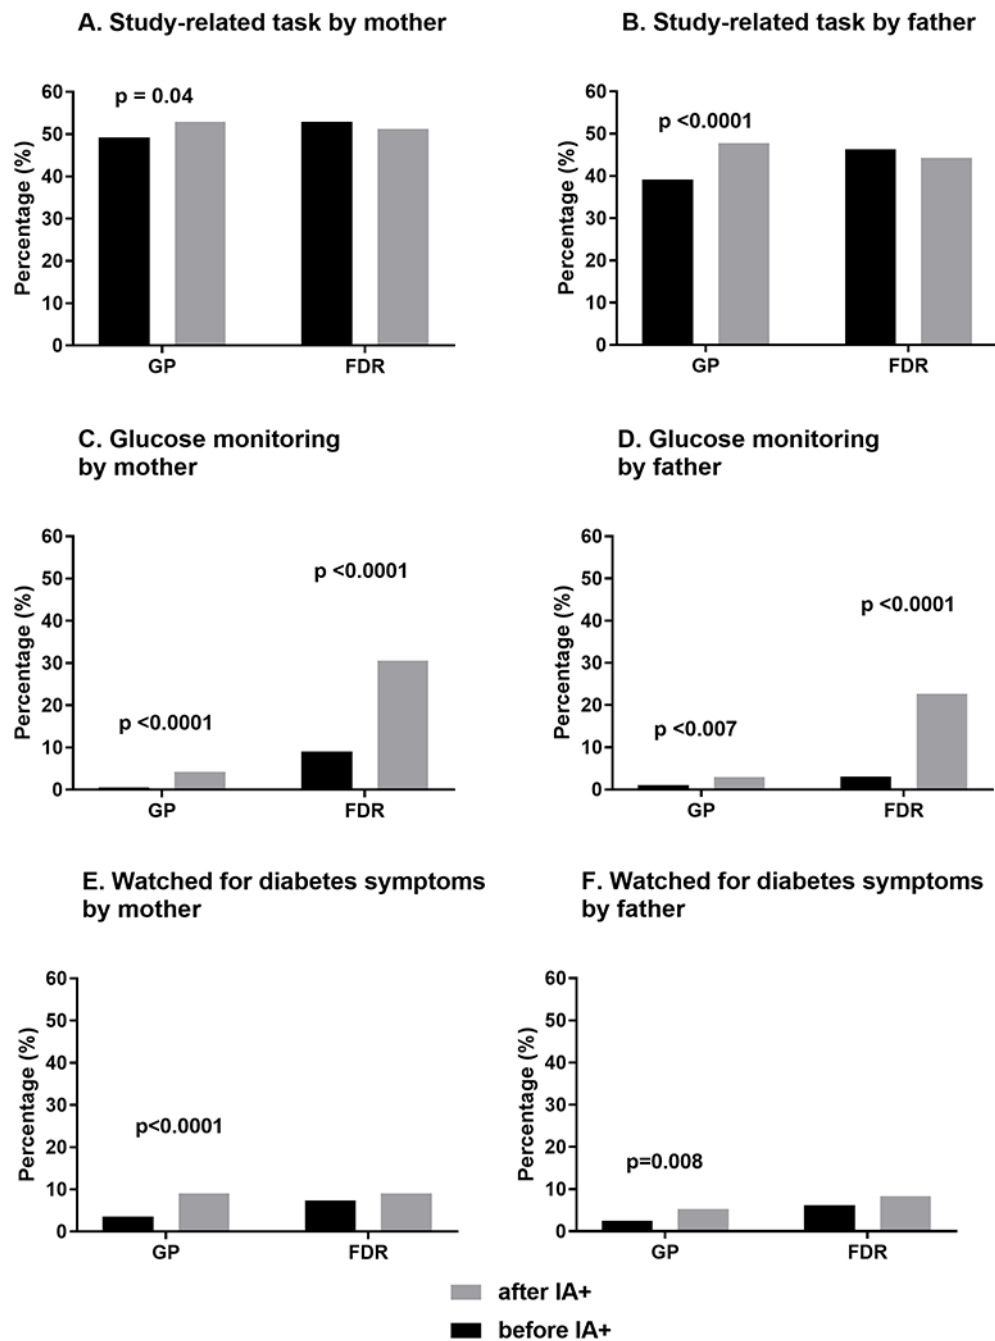 A. Study-related task by mother
B. Study-related task by father
Percentage (%)
60
50
40
30
20
10
0
p = 0.04
GP
FDR
Percentage (%)
60
50
40
30
20
10
0
p <0.0001
GP
FDR
C. Glucose monitoring
by mother
D. Glucose monitoring
by father
Percentage (%)
60
50
40
30
20
10
0
p <0.0001
p <0.0001
GP
FDR
Percentage (%)
60
50
40
30
20
10
0
p <0.007
p <0.0001
GP
FDR
E. Watched for diabetes symptoms
by mother
F. Watched for diabetes symptoms
by father
Percentage (%)
60
50
40
30
20
10
0
p<0.0001
GP
FDR
Percentage (%)
60
50
40
30
20
10
0
p=0.008
GP
FDR
after IA+
before IA+